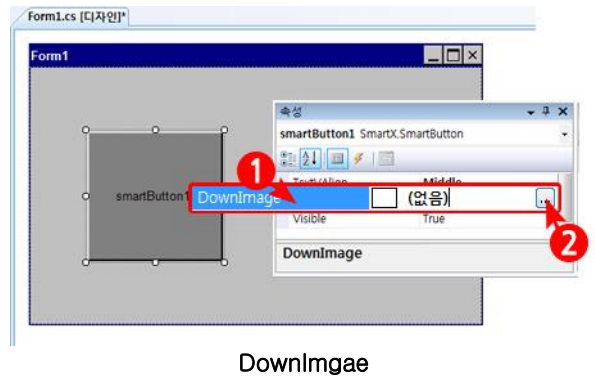 Form1.cs [디자인]*
Form1
속성
smartButton1 SmartX.SmartButton
TextVAlign Middle
smartButton1
DownImage (없음) ...
Visible True
DownImage
1
2
DownImgae